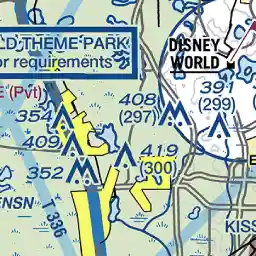 LD THEME PARK
or requirements
DISNEY
WORLD
E (Pvt)
354
408
(297)
391
(299)
409
419
(300)
352
ENSN
T 336
KISS